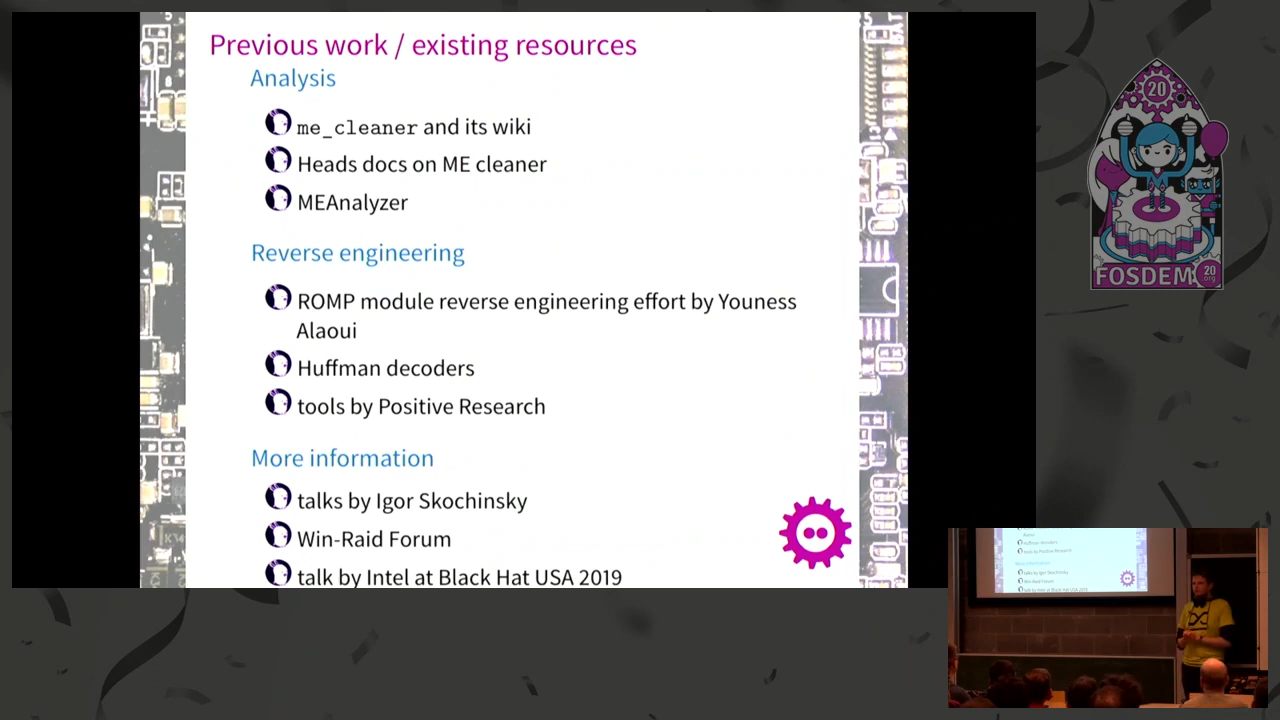 Previous work / existing resources
Analysis
me_cleaner and its wiki
Heads docs on ME cleaner
MEAnalyzer
Reverse engineering
ROMP module reverse engineering effort by Youness
Alaoui
Huffman decoders
tools by Positive Research
More information
talks by Igor Skochinsky
Win-Raid Forum
talk by Intel at Black Hat USA 2019
20
FOSDEM
20
.org